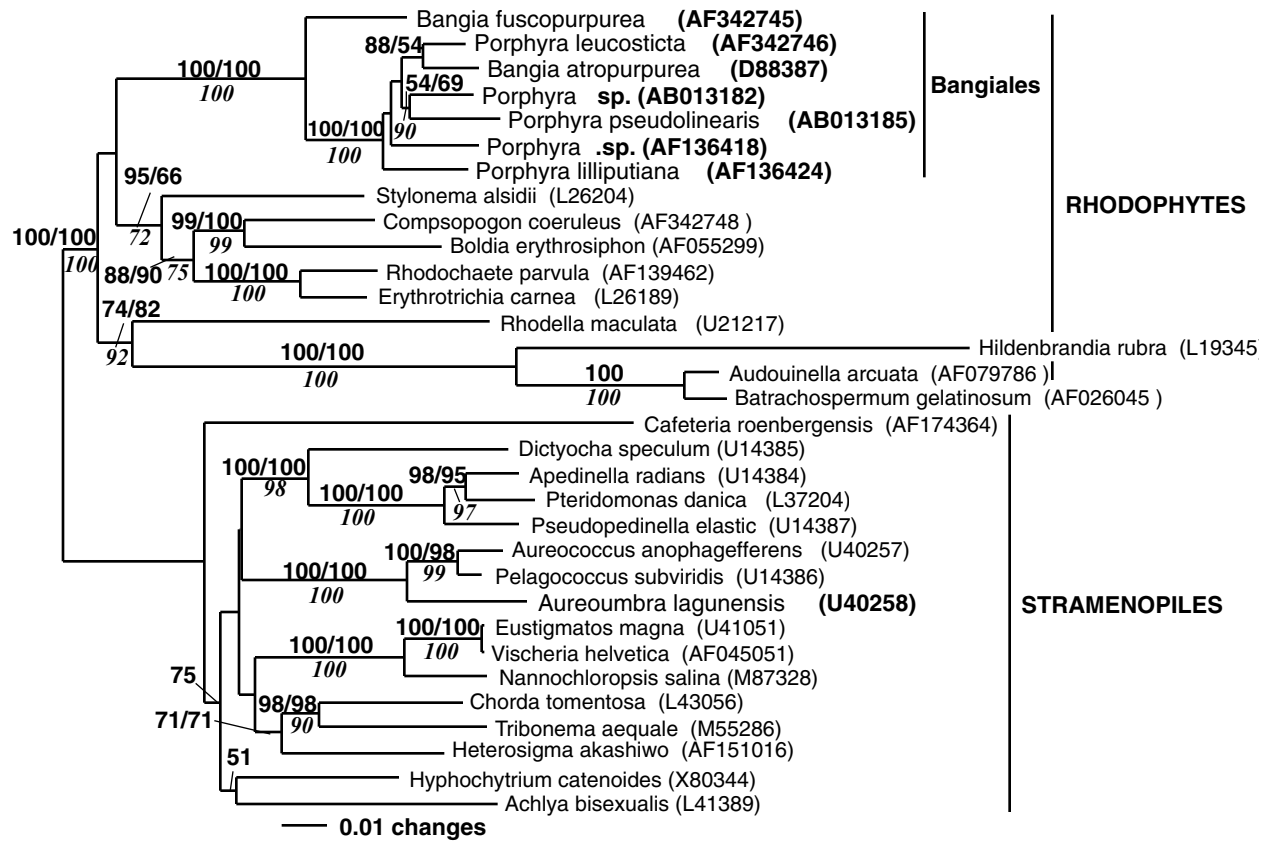 Bangia fuscopurpurea (AF342745)
88/54 Porphyra leucosticta (AF342746)
100/100 Bangia atropurpurea (D88387)
100 54/69 Porphyra sp. (AB013182) Bangiales
100/100 90 Porphyra pseudolinearis (AB013185)
100 Porphyra .sp. (AF136418)
Porphyra lilliputiana (AF136424)
95/66 Stylonema alsidii (L26204) RHODOPHYTES
99/100 Compsopogon coeruleus (AF342748 )
100/100 72 99 Boldia erythrosiphon (AF055299)
100 88/90 75 100/100 Rhodochaete parvula (AF139462)
100 Erythrotrichia carnea (L26189)
74/82 Rhodella maculata (U21217)
92 100/100 Hildenbrandia rubra (L19345)
100 100 Audouinella arcuata (AF079786 )
100 Batrachospermum gelatinosum (AF026045 )
Cafeteria roenbergensis (AF174364)
Dictyocha speculum (U14385)
100/100 98/95 Apedinella radians (U14384)
98 100/100 Pteridomonas danica (L37204)
100 97 Pseudopedinella elastic (U14387)
100/98 Aureococcus anophagefferens (U40257)
100/100 99 Pelagococcus subviridis (U14386)
100 Aureoumbra lagunensis (U40258) STRAMENOPILES
100/100 Eustigmatos magna (U41051)
100/100 100 Vischeria helvetica (AF045051)
75 100 Nannochloropsis salina (M87328)
98/98 Chorda tomentosa (L43056)
71/71 90 Tribonema aequale (M55286)
Heterosigma akashiwo (AF151016)
51 Hyphochytrium catenoides (X80344)
Achlya bisexualis (L41389)
0.01 changes